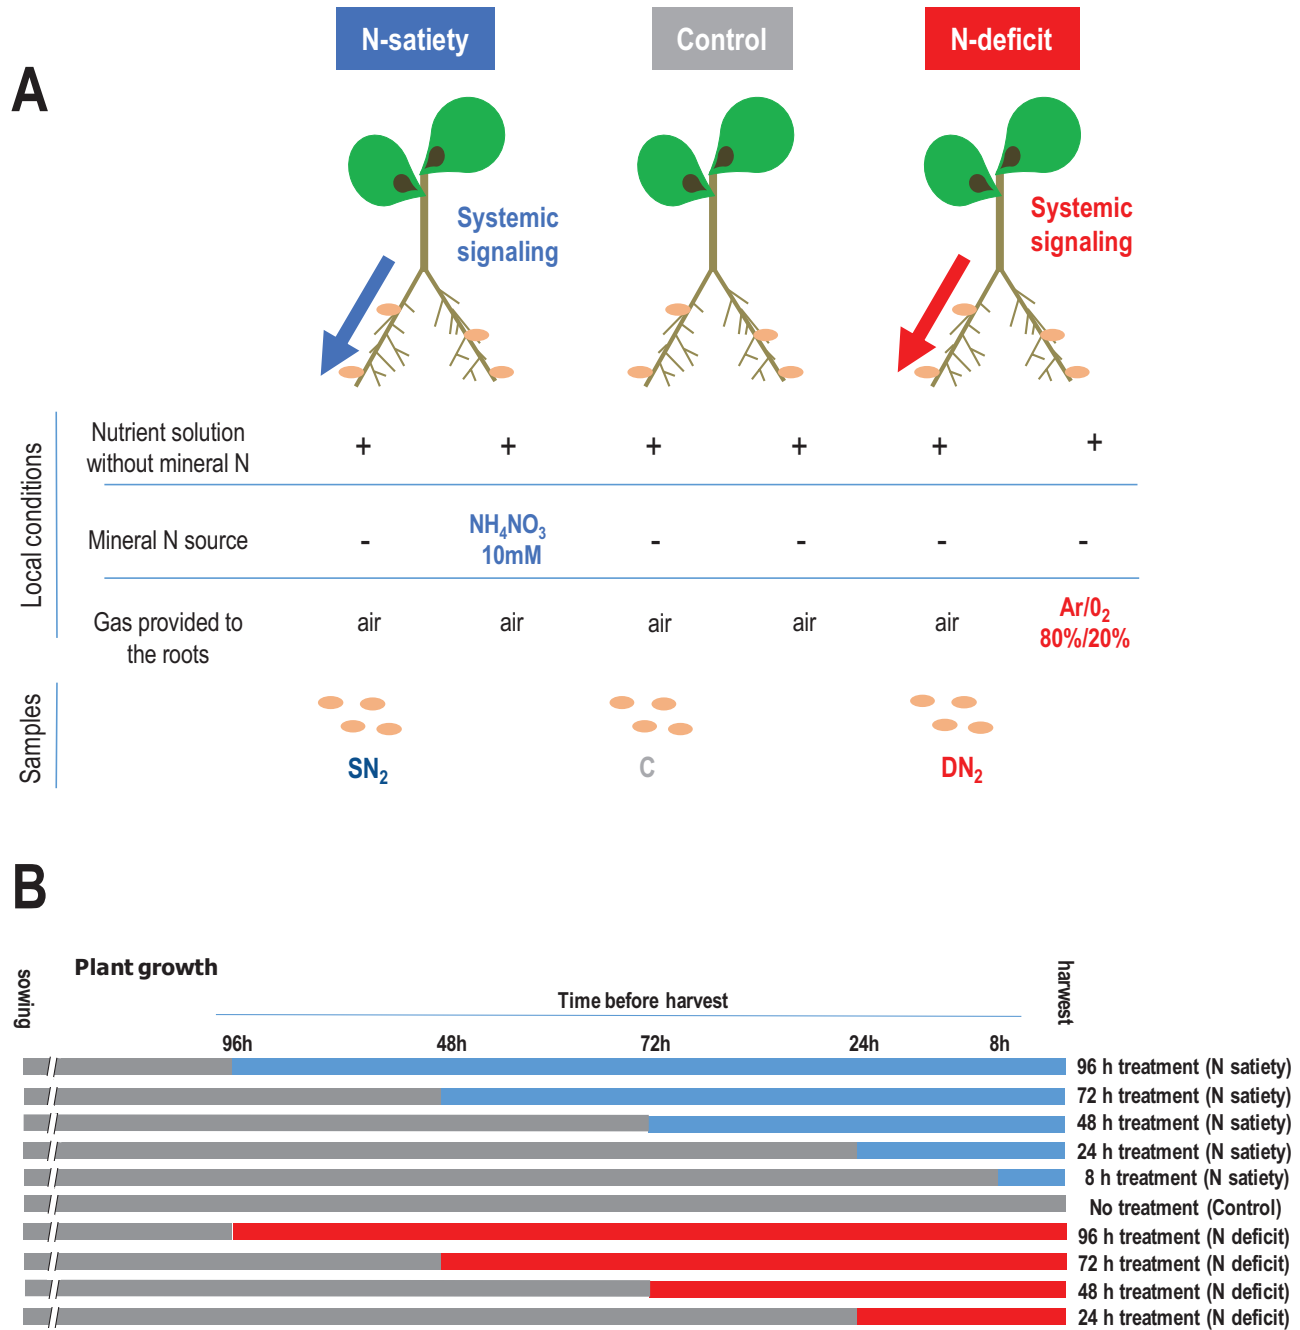 A
N-satiety
Control
N-deficit
Systemic
signaling
Systemic
signaling
Local conditions
Nutrient solution
without mineral N
+
+
+
+
+
+
Mineral N source
-
NH₄NO₃
10mM
-
-
-
-
Gas provided to
the roots
air
air
air
air
air
Ar/0₂
80%/20%
Samples
SN₂
C
DN₂
B
sowing
Plant growth
Time before harvest
harvest
96h
48h
72h
24h
8h
96 h treatment (N satiety)
72 h treatment (N satiety)
48 h treatment (N satiety)
24 h treatment (N satiety)
8 h treatment (N satiety)
No treatment (Control)
96 h treatment (N deficit)
72 h treatment (N deficit)
48 h treatment (N deficit)
24 h treatment (N deficit)